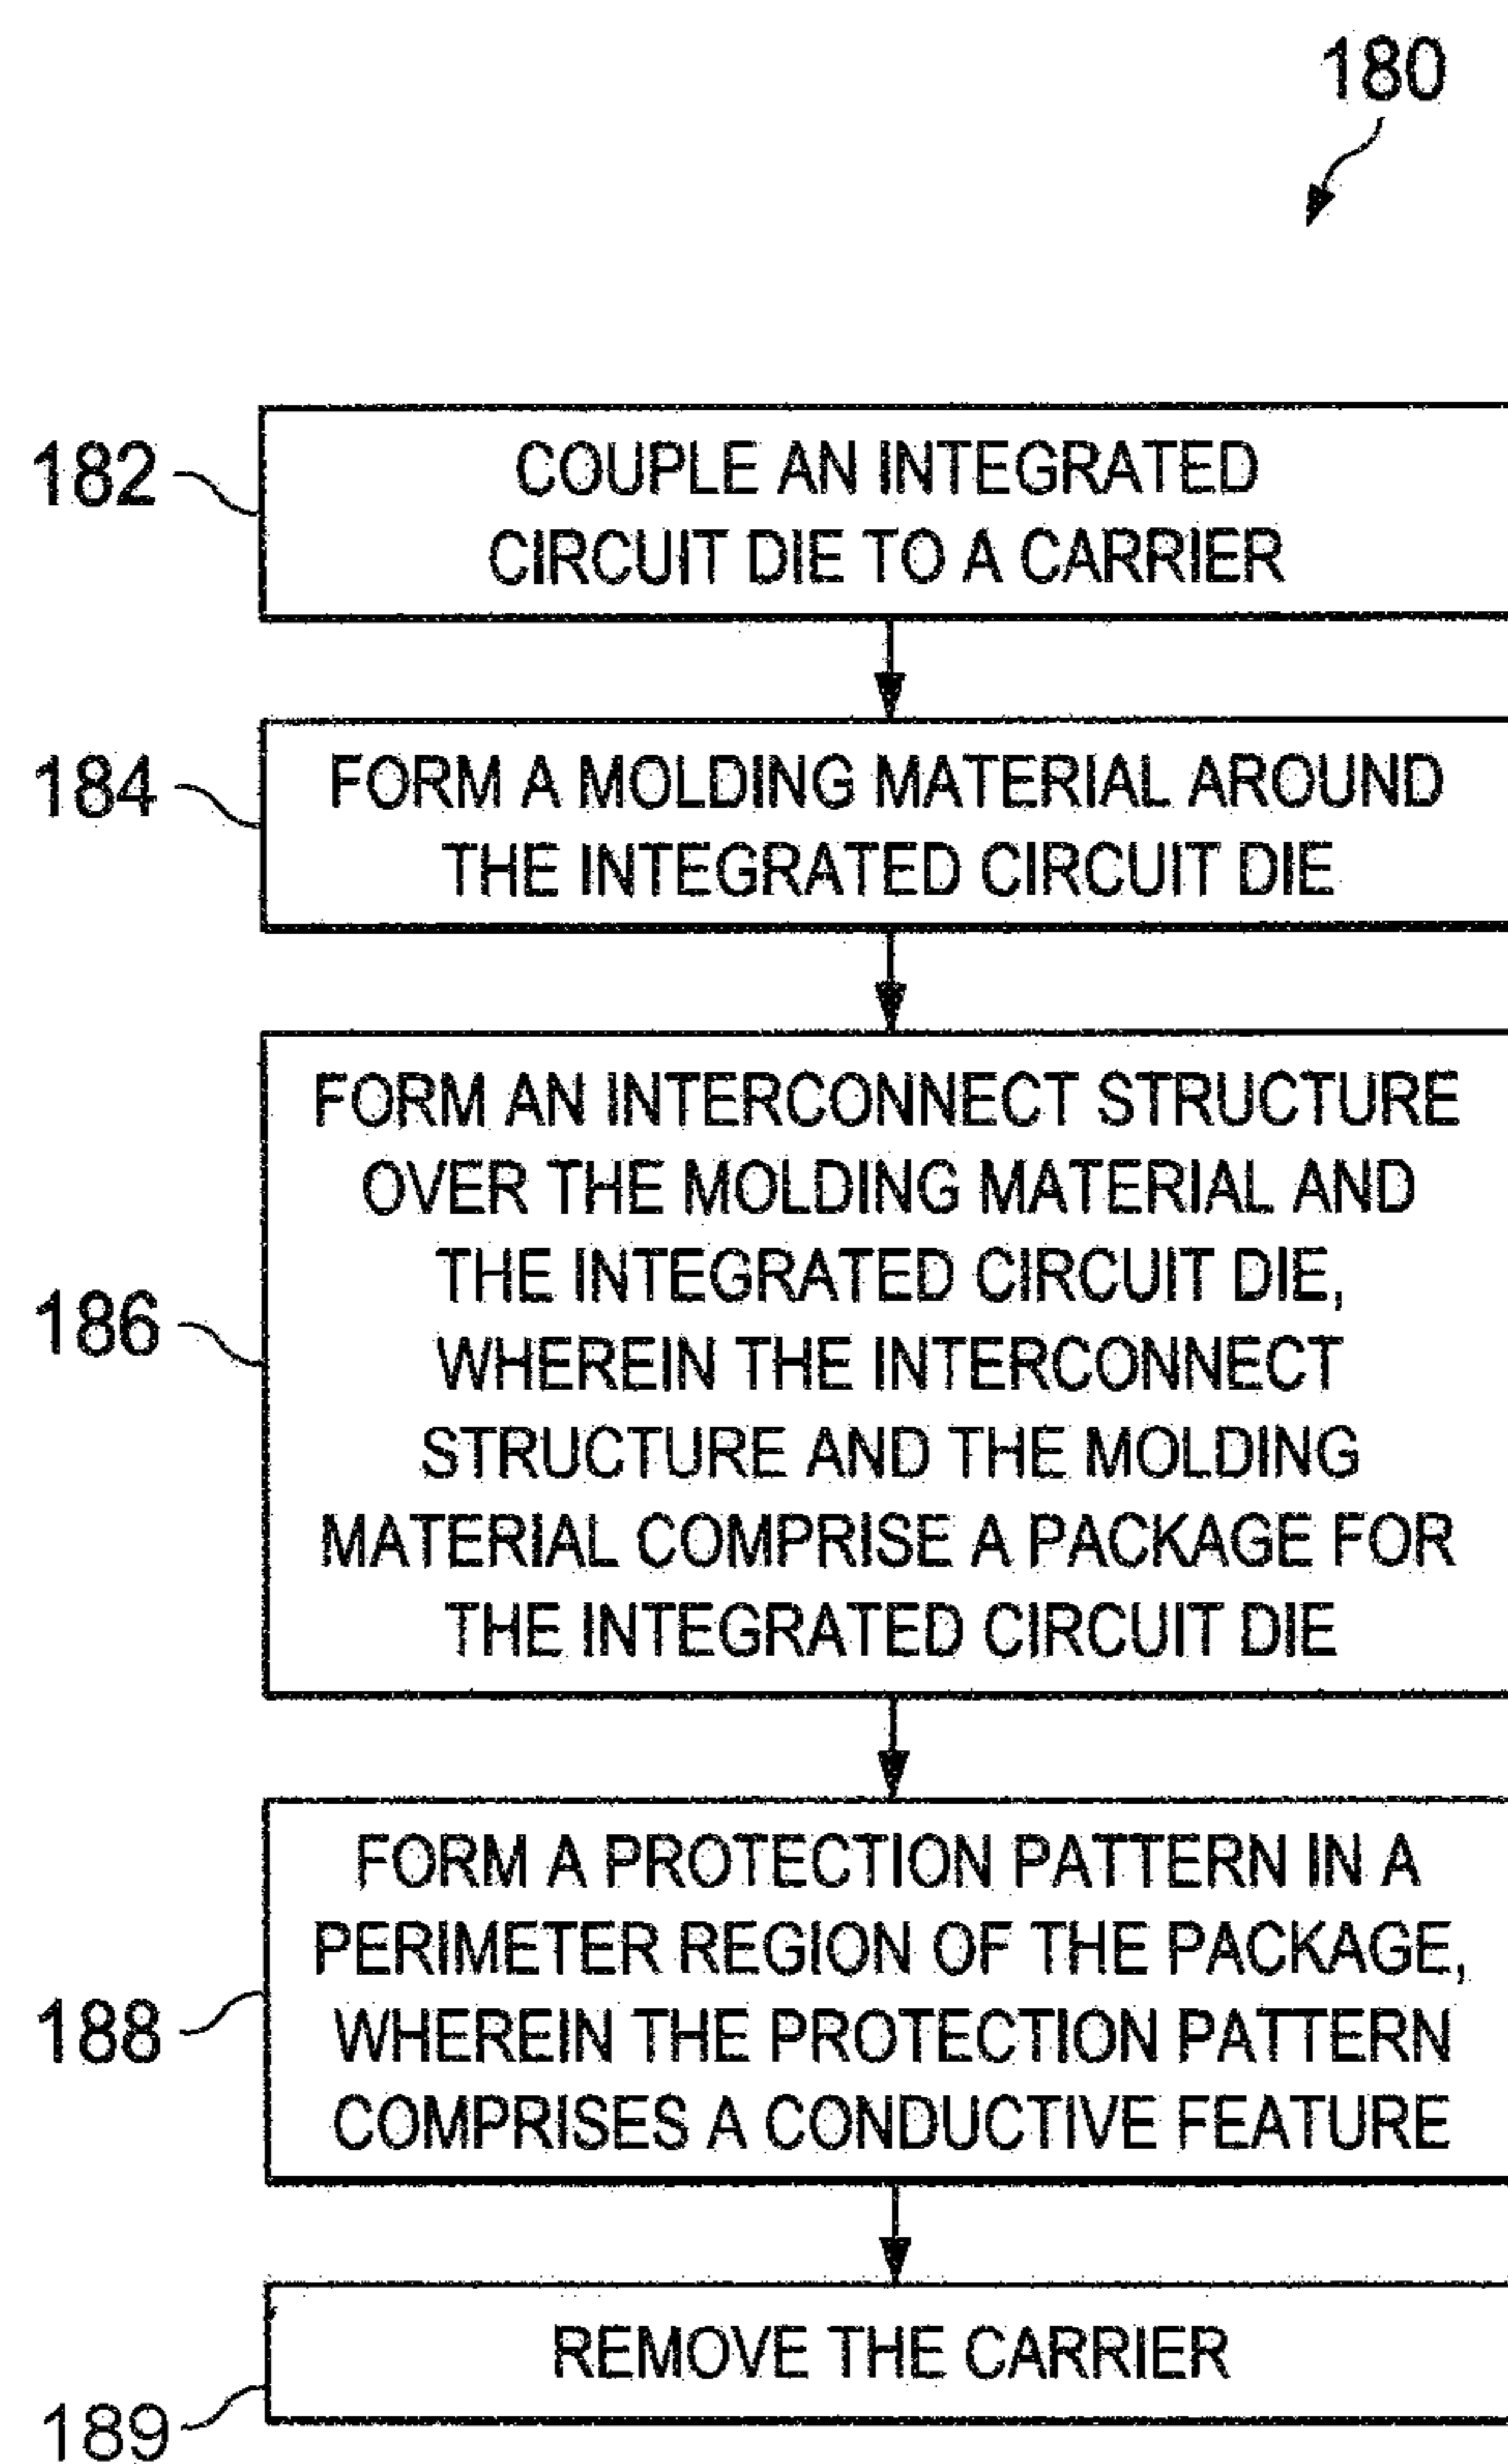 180
182
COUPLE AN INTEGRATED
CIRCUIT DIE TO A CARRIER
184
FORM A MOLDING MATERIAL AROUND
THE INTEGRATED CIRCUIT DIE
186
FORM AN INTERCONNECT STRUCTURE
OVER THE MOLDING MATERIAL AND
THE INTEGRATED CIRCUIT DIE,
WHEREIN THE INTERCONNECT
STRUCTURE AND THE MOLDING
MATERIAL COMPRISE A PACKAGE FOR
THE INTEGRATED CIRCUIT DIE
188
FORM A PROTECTION PATTERN IN A
PERIMETER REGION OF THE PACKAGE,
WHEREIN THE PROTECTION PATTERN
COMPRISES A CONDUCTIVE FEATURE
189
REMOVE THE CARRIER